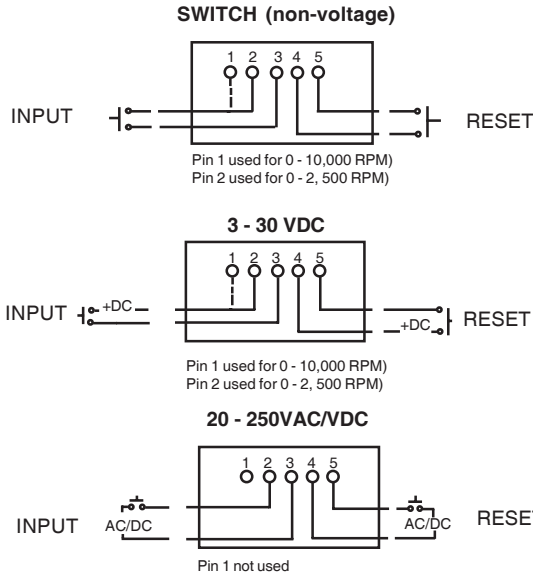 SWITCH (non-voltage)
1 2 3 4 5
INPUT
RESET
Pin 1 used for 0 - 10,000 RPM)
Pin 2 used for 0 - 2, 500 RPM)
3 - 30 VDC
1 2 3 4 5
INPUT +DC
+DC RESET
Pin 1 used for 0 - 10,000 RPM)
Pin 2 used for 0 - 2, 500 RPM)
20 - 250VAC/VDC
1 2 3 4 5
INPUT AC/DC
AC/DC RESE
Pin 1 not used